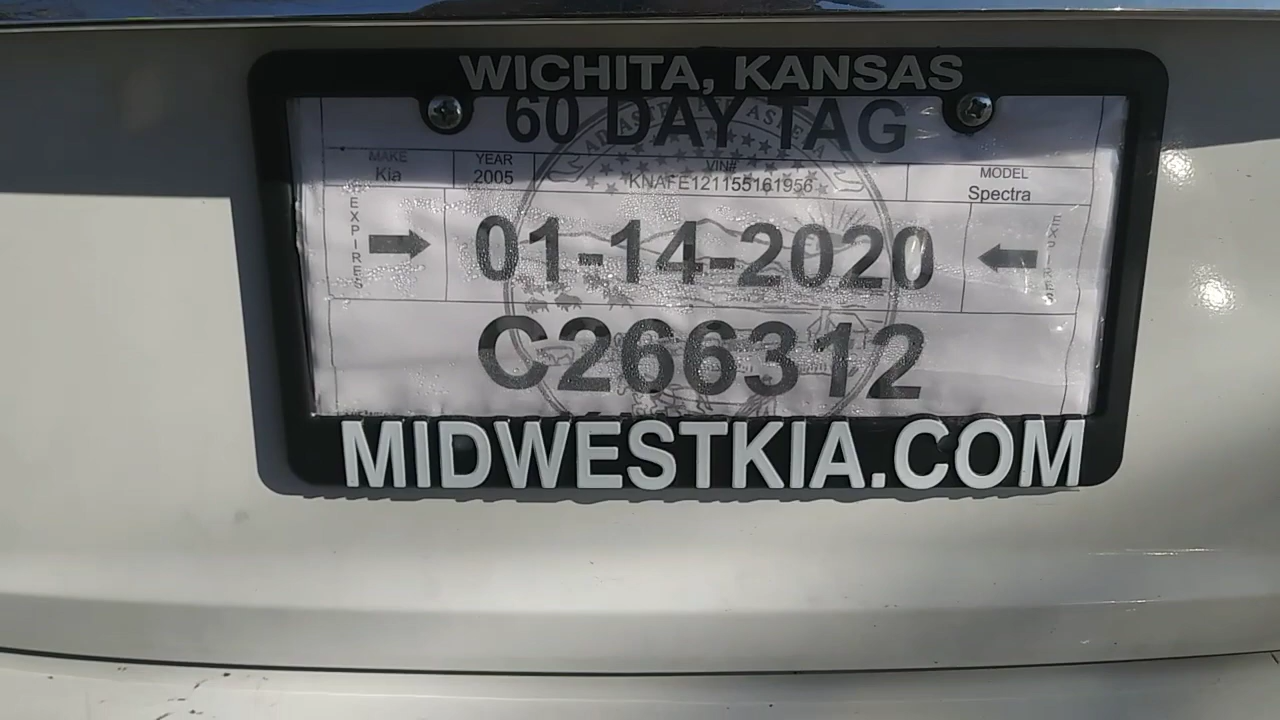 WICHITA, KANSAS
60 DAY TAG
MAKE YEAR VIN# MODEL
Kia 2005 KNAFE121155161956 Spectra
EXPIRES 01-14-2020 EXPIRES
C266312
MIDWESTKIA.COM